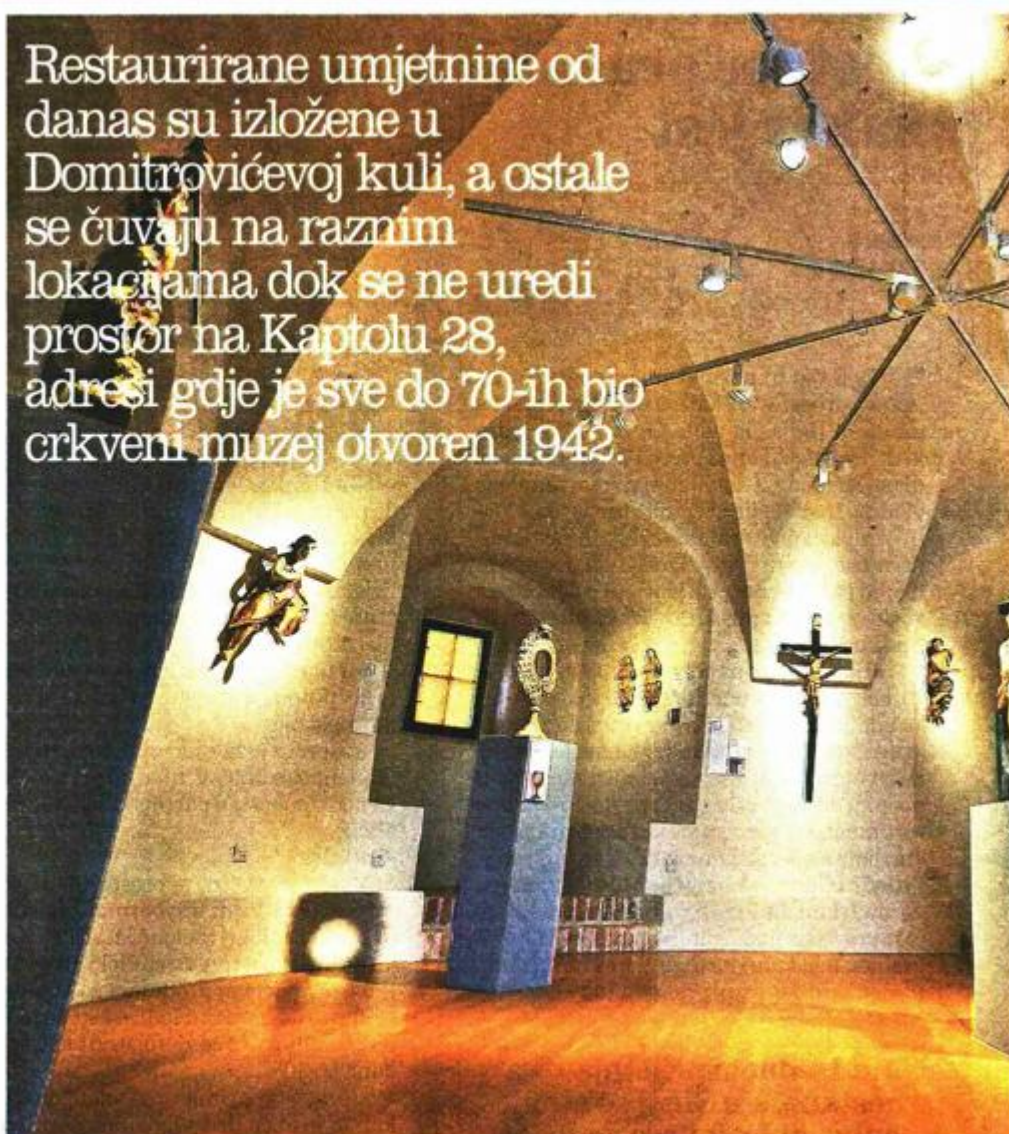 Restaurirane umjetnine od
danas su izložene u
Domitrovićevoj kuli, a ostale
se čuvaju na raznim
lokacijama dok se ne uredi
prostor na Kaptolu 28,
adresi gdje je sve do 70-ih bio
crkveni muzej otvoren 1942.